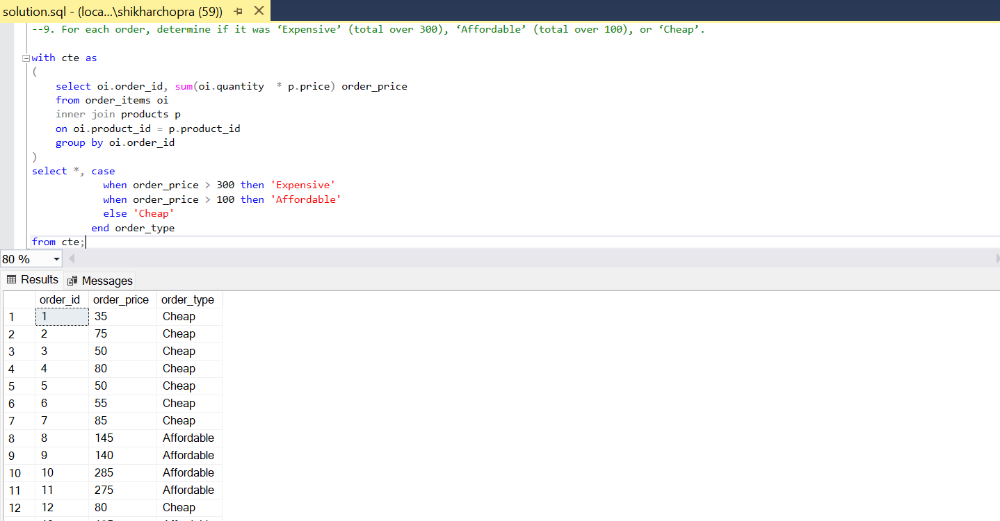 solution.sql - (loca...\shikharchopra (59))
--9. For each order, determine if it was ‘Expensive’ (total over 300), ‘Affordable’ (total over 100), or ‘Cheap’.
with cte as
(
select oi.order_id, sum(oi.quantity  * p.price) order_price
from order_items oi
inner join products p
on oi.product_id = p.product_id
group by oi.order_id
)
select *, case
when order_price > 300 then 'Expensive'
when order_price > 100 then 'Affordable'
else 'Cheap'
end order_type
from cte;
80 %
Results Messages
order_id order_price order_type
1 1 35 Cheap
2 2 75 Cheap
3 3 50 Cheap
4 4 80 Cheap
5 5 50 Cheap
6 6 55 Cheap
7 7 85 Cheap
8 8 145 Affordable
9 9 140 Affordable
10 10 285 Affordable
11 11 275 Affordable
12 12 80 Cheap